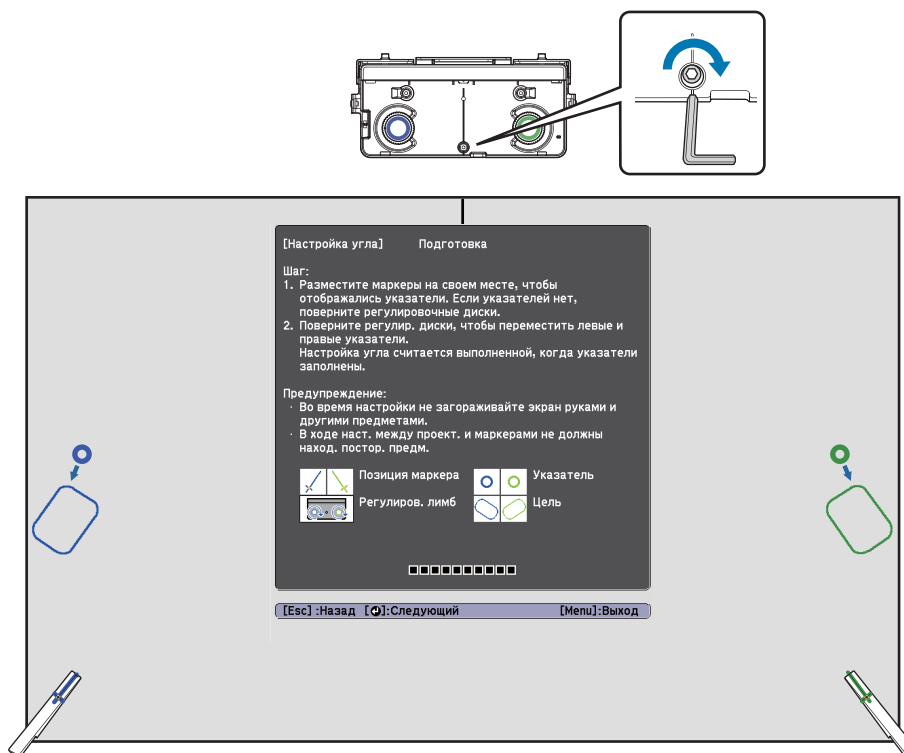 [Настройка угла] Подготовка
Шаг:
1. Разместите маркеры на своем месте, чтобы
отображались указатели. Если указателей нет,
поверните регулировочные диски.
2. Поверните регулир. диски, чтобы переместить левые и
правые указатели.
Настройка угла считается выполненной, когда указатели
заполнены.
Предупреждение:
· Во время настройки не загораживайте экран руками и
другими предметами.
· В ходе наст. между проект. и маркерами не должны
наход. постор. предм.
Позиция маркера
Указатель
Регулиров. лимб
Цель
[Esc] :Назад [⏎]:Следующий [Menu]:Выход